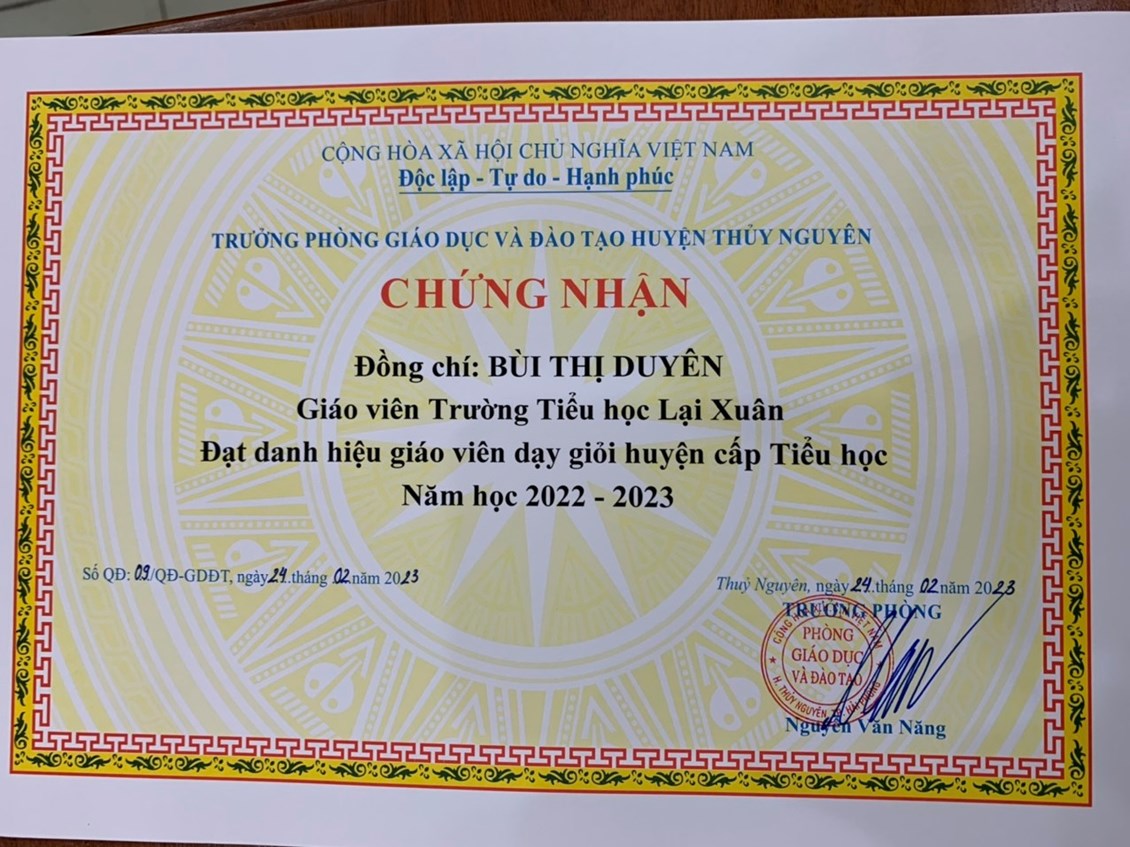 CỘNG HÒA XÃ HỘI CHỦ NGHĨA VIỆT NAM
Độc lập - Tự do - Hạnh phúc
TRƯỞNG PHÒNG GIÁO DỤC VÀ ĐÀO TẠO HUYỆN THỦY NGUYÊN
CHỨNG NHẬN
Đồng chí: BÙI THỊ DUYÊN
Giáo viên Trường Tiểu học Lại Xuân
Đạt danh hiệu giáo viên dạy giỏi huyện cấp Tiểu học
Năm học 2022 - 2023
Số QĐ: 09/QĐ-GDĐT, ngày 24 tháng 02 năm 2023
Thuỷ Nguyên, ngày 24 tháng 02 năm 2023
TRƯỞNG PHÒNG
PHÒNG
GIÁO DỤC
VÀ ĐÀO TẠO
H. THỦY NGUYÊN
Nguyễn Văn Năng